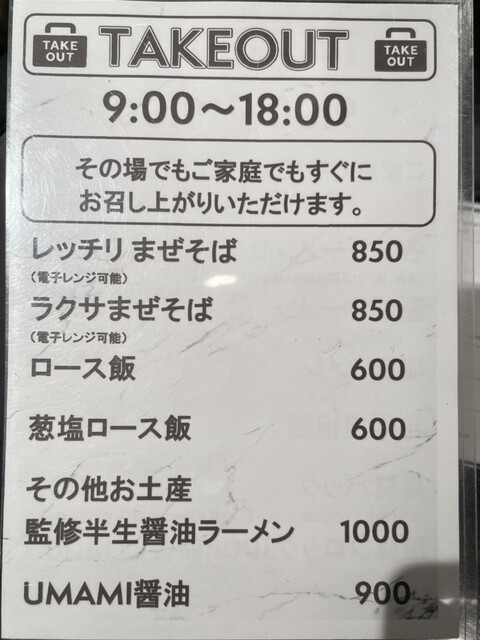 TAKE OUT
TAKEOUT
TAKE OUT
9:00〜18:00
その場でもご家庭でもすぐに
お召し上がりいただけます。
レッチリ まぜそば 850
(電子レンジ可能)
ラクサまぜそば 850
(電子レンジ可能)
ロース飯 600
葱塩ロース飯 600
その他お土産
監修半生醤油ラーメン 1000
UMAMI醤油 900